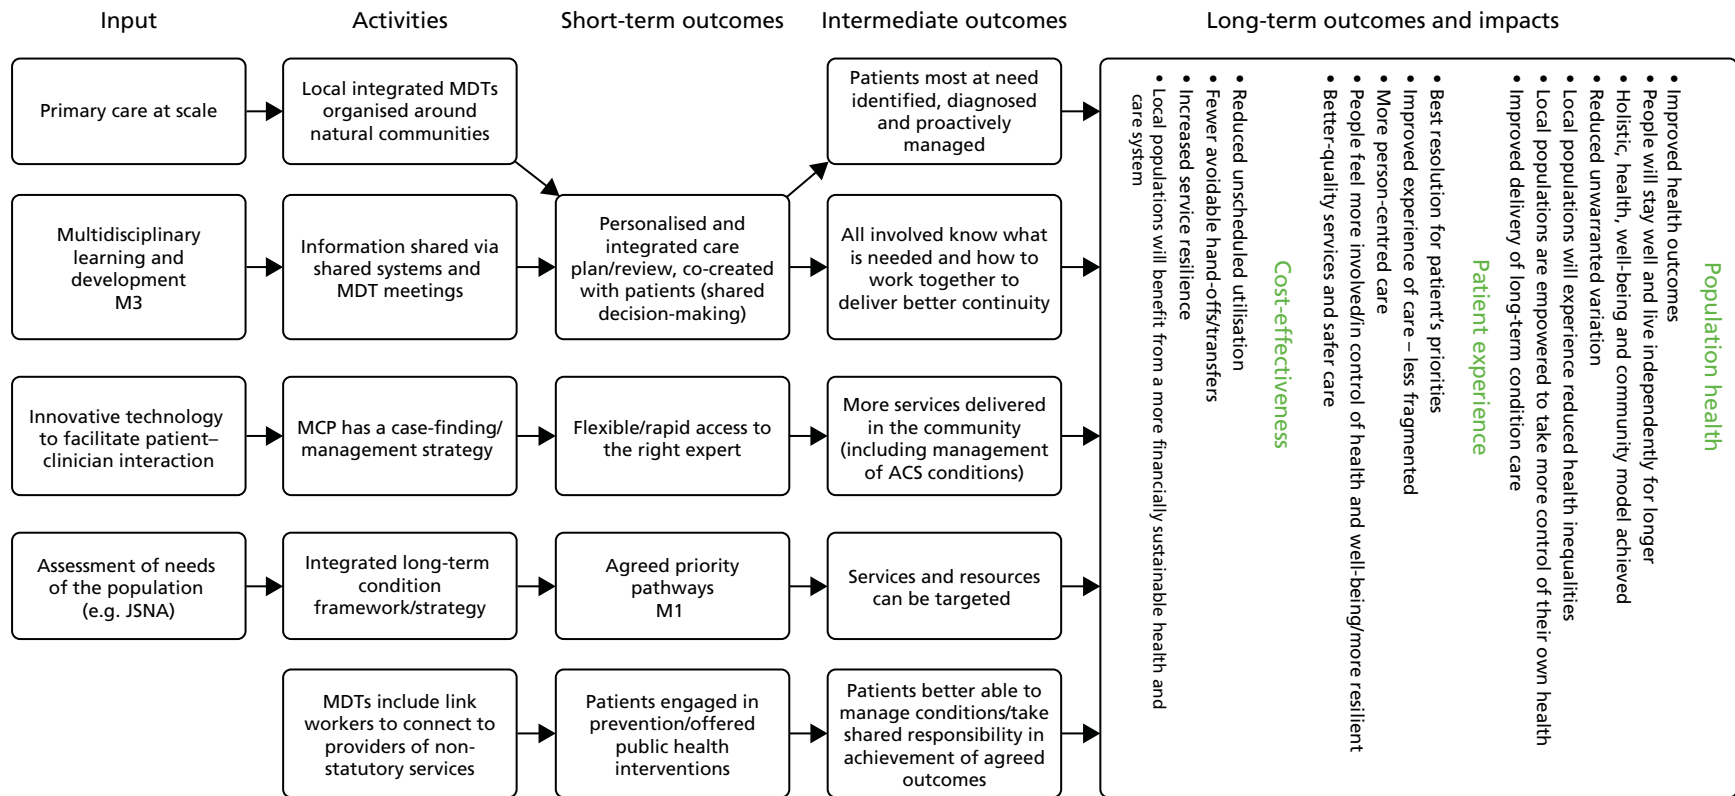 Input
Activities
Short-term outcomes
Intermediate outcomes
Long-term outcomes and impacts
Primary care at scale
Local integrated MDTs
organised around
natural communities
Patients most at need
identified, diagnosed
and proactively
managed
Multidisciplinary
learning and
development
M3
Information shared via
shared systems and
MDT meetings
Personalised and
integrated care
plan/review, co-created
with patients (shared
decision-making)
All involved know what
is needed and how to
work together to
deliver better continuity
Innovative technology
to facilitate patient–
clinician interaction
MCP has a case-finding/
management strategy
Flexible/rapid access to
the right expert
More services delivered
in the community
(including management
of ACS conditions)
Assessment of needs
of the population
(e.g. JSNA)
Integrated long-term
condition
framework/strategy
Agreed priority
pathways
M1
Services and resources
can be targeted
MDTs include link
workers to connect to
providers of non-
statutory services
Patients engaged in
prevention/offered
public health
interventions
Patients better able to
manage conditions/take
shared responsibility in
achievement of agreed
outcomes
Population health
• Improved health outcomes
• People will stay well and live independently for longer
• Holistic, health, well-being and community model achieved
• Reduced unwarranted variation
• Local populations will experience reduced health inequalities
• Local populations are empowered to take more control of their own health
• Improved delivery of long-term condition care
Patient experience
• Best resolution for patient's priorities
• Improved experience of care – less fragmented
• More person-centred care
• People feel more involved/in control of health and well-being/more resilient
• Better-quality services and safer care
Cost-effectiveness
• Reduced unscheduled utilisation
• Fewer avoidable hand-offs/transfers
• Increased service resilience
• Local populations will benefit from a more financially sustainable health and
care system